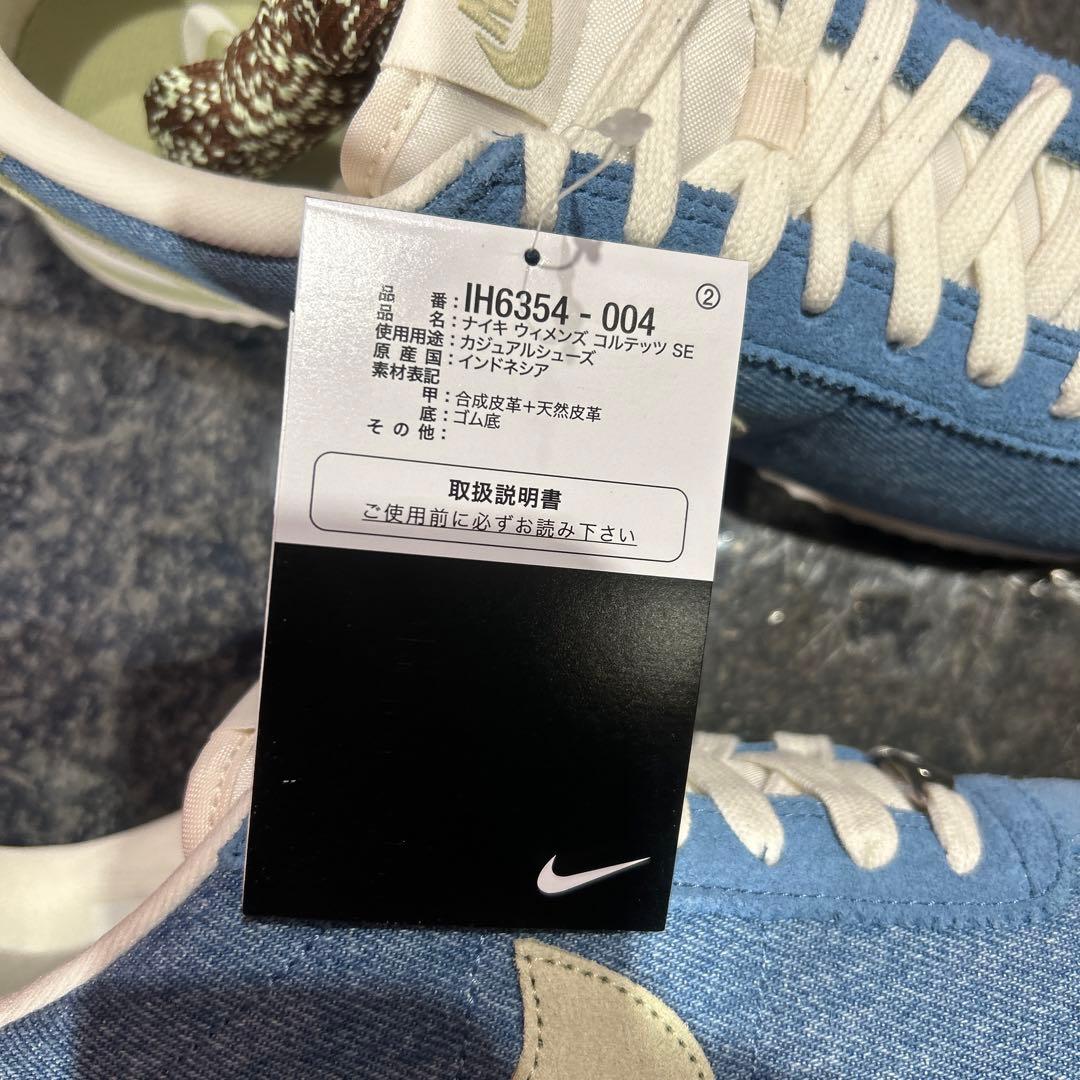 ②
品番：IH6354 - 004
品名：ナイキ ウィメンズ コルテッツ SE
使用用途：カジュアルシューズ
原産国：インドネシア
素材表記
甲：合成皮革＋天然皮革
底：ゴム底
その他：
取扱説明書
ご使用前に必ずお読み下さい